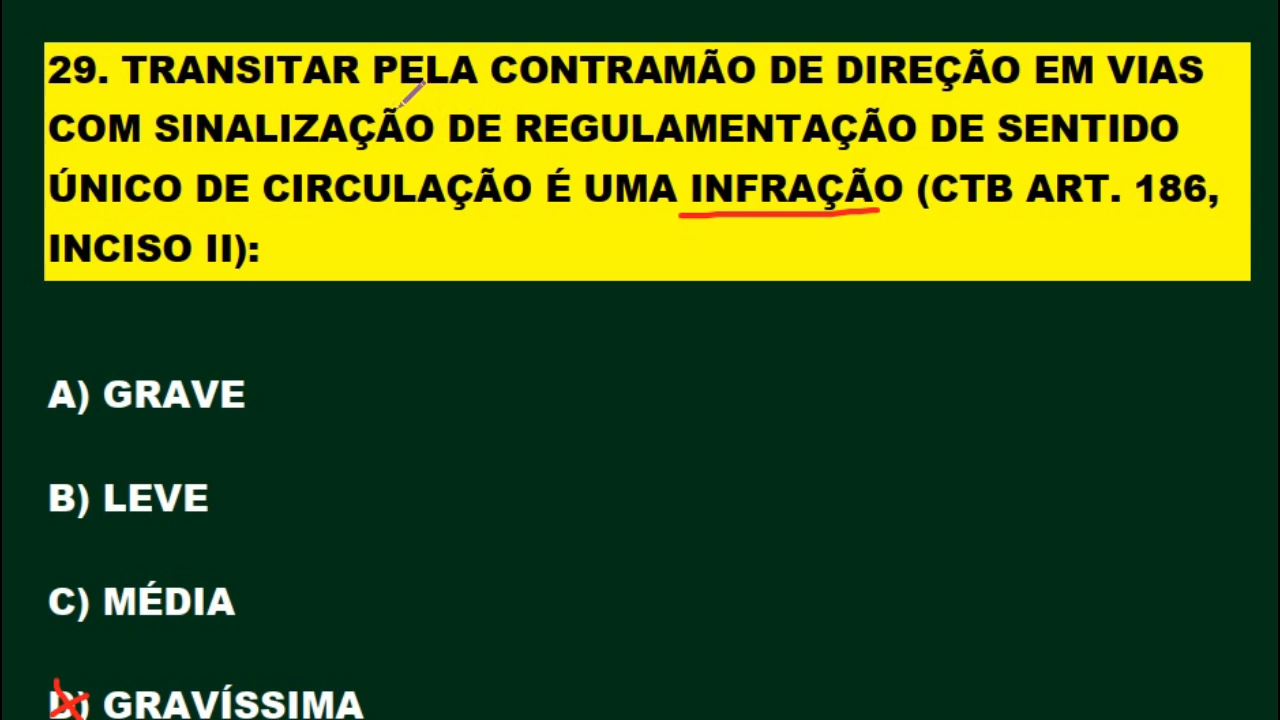 29. TRANSITAR PELA CONTRAMÃO DE DIREÇÃO EM VIAS
COM SINALIZAÇÃO DE REGULAMENTAÇÃO DE SENTIDO
ÚNICO DE CIRCULAÇÃO É UMA INFRAÇÃO (CTB ART. 186,
INCISO II):
A) GRAVE
B) LEVE
C) MÉDIA
D) GRAVÍSSIMA